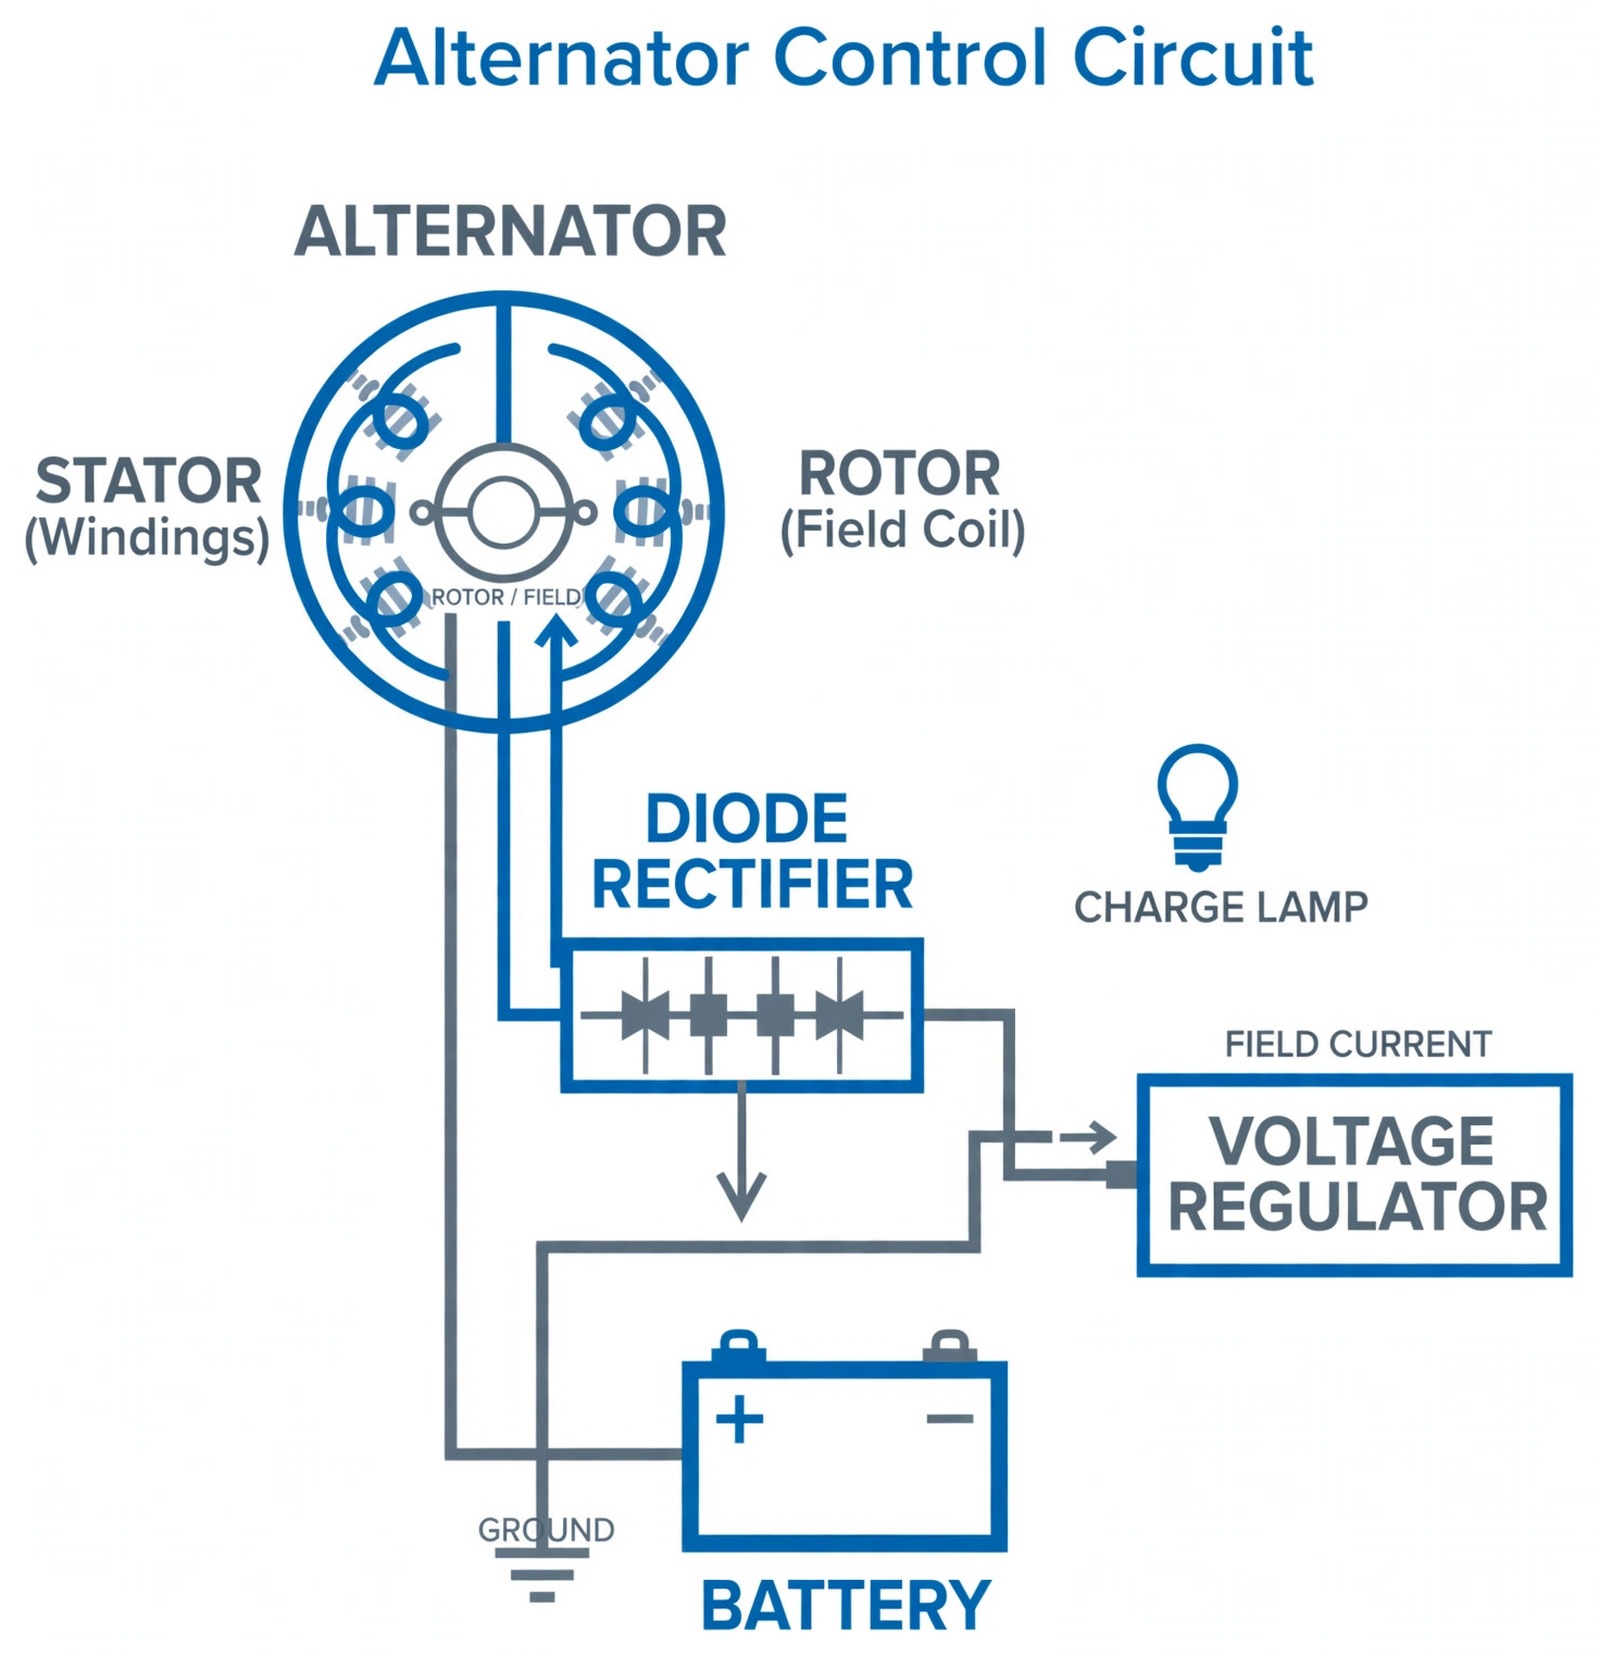 Alternator Control Circuit
ALTERNATOR
STATOR
(Windings)
ROTOR
(Field Coil)
ROTOR / FIELD
DIODE
RECTIFIER
CHARGE LAMP
FIELD CURRENT
VOLTAGE
REGULATOR
+ −
GROUND
BATTERY